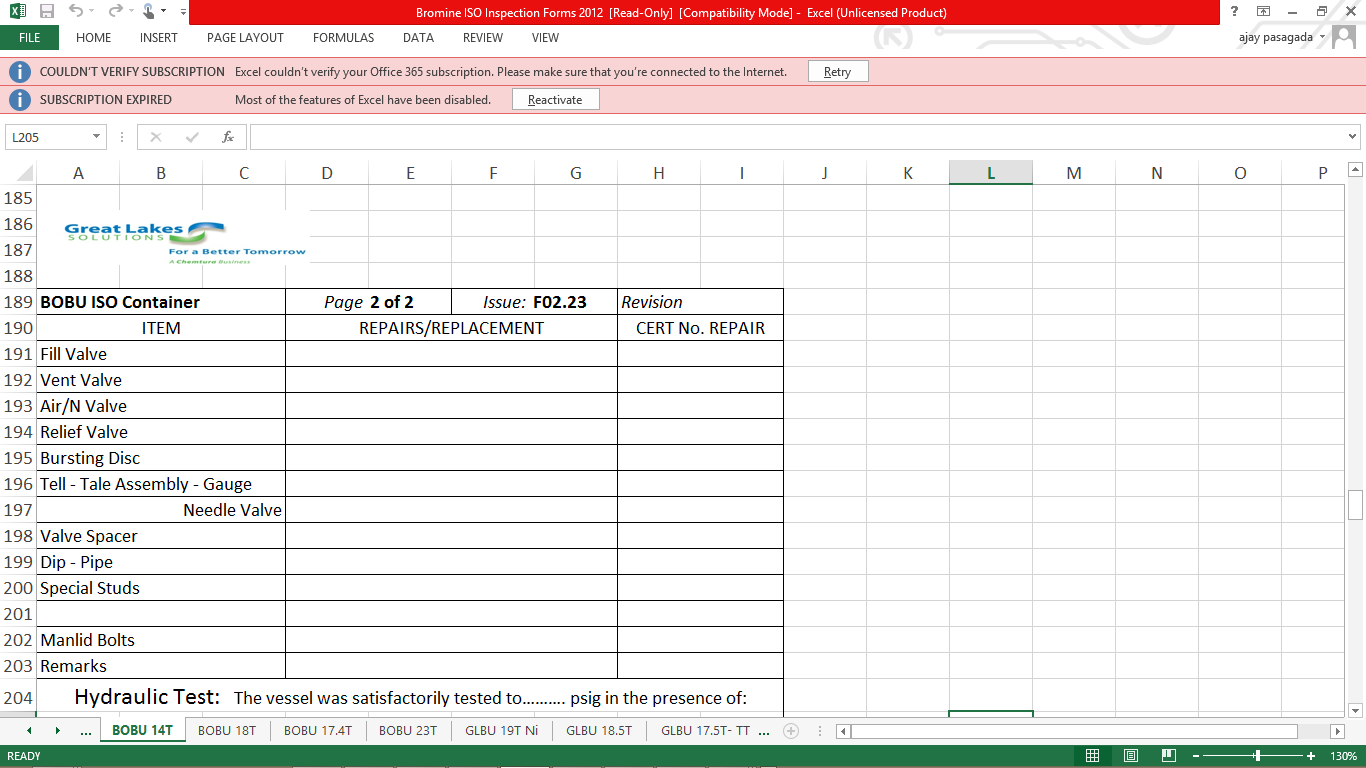 Bromine ISO Inspection Forms 2012 [Read-Only] [Compatibility Mode] - Excel (Unlicensed Product)
?
FILE HOME INSERT PAGE LAYOUT FORMULAS DATA REVIEW VIEW ajay pasagada
COULDN'T VERIFY SUBSCRIPTION Excel couldn't verify your Office 365 subscription. Please make sure that you're connected to the Internet. Retry
SUBSCRIPTION EXPIRED Most of the features of Excel have been disabled. Reactivate
L205 fx
A B C D E F G H I J K L M N O P
185
186 Great Lakes
SOLUTIONS
187 For a Better Tomorrow
A Chemtura Business
188
189 BOBU ISO Container Page 2 of 2 Issue: F02.23 Revision
190 ITEM REPAIRS/REPLACEMENT CERT No. REPAIR
191 Fill Valve
192 Vent Valve
193 Air/N Valve
194 Relief Valve
195 Bursting Disc
196 Tell - Tale Assembly - Gauge
197 Needle Valve
198 Valve Spacer
199 Dip - Pipe
200 Special Studs
201
202 Manlid Bolts
203 Remarks
204 Hydraulic Test: The vessel was satisfactorily tested to.......... psig in the presence of:
... BOBU 14T BOBU 18T BOBU 17.4T BOBU 23T GLBU 19T Ni GLBU 18.5T GLBU 17.5T- TT ...
READY 130%